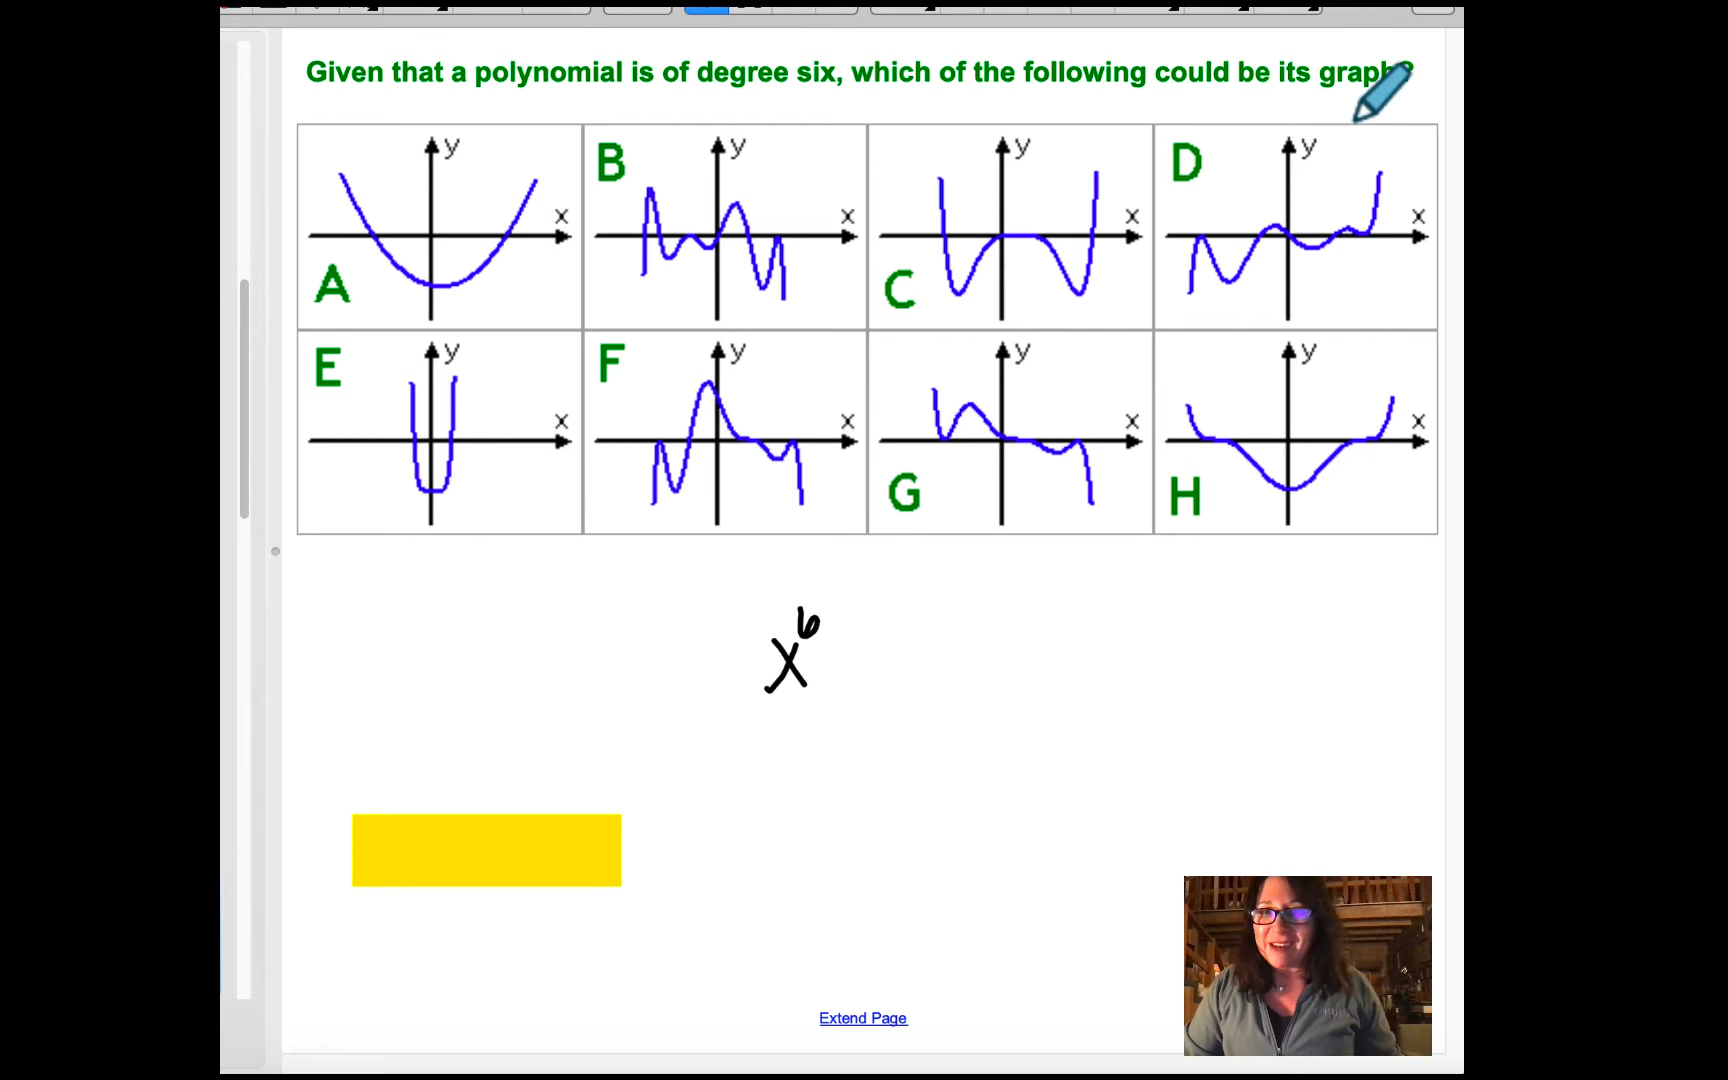 Given that a polynomial is of degree six, which of the following could be its graph?
y
x
A
B
y
x
y
x
C
D
y
x
E
y
x
F
y
x
y
x
G
y
x
H
x⁶
Extend Page